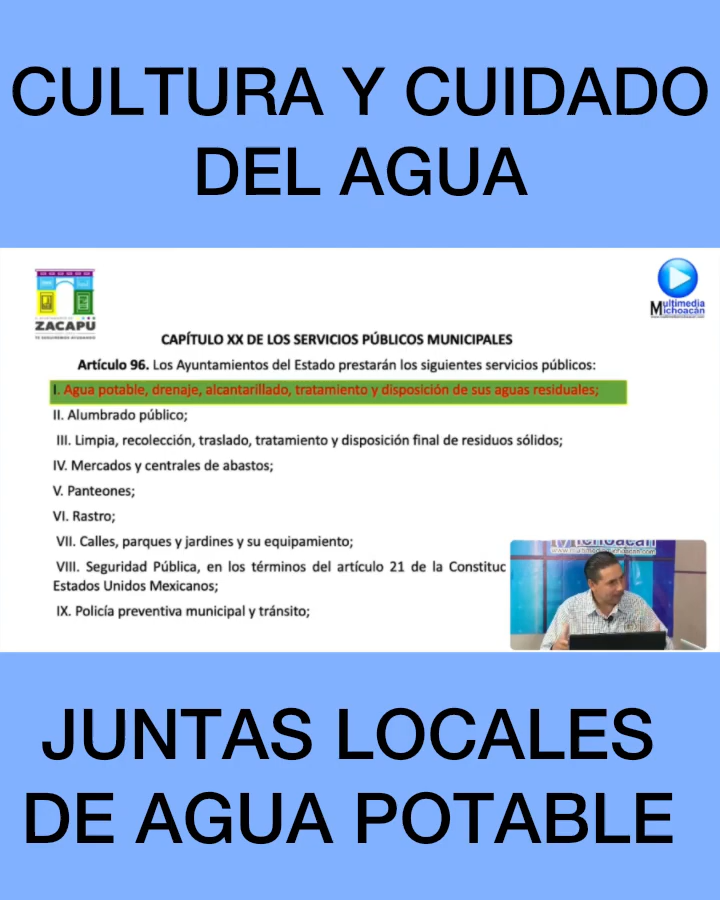 CULTURA Y CUIDADO
DEL AGUA
ZACAPU
Multimedia
Michoacán
CAPÍTULO XX DE LOS SERVICIOS PÚBLICOS MUNICIPALES
Artículo 96. Los Ayuntamientos del Estado prestarán los siguientes servicios públicos:
I. Agua potable, drenaje, alcantarillado, tratamiento y disposición de sus aguas residuales;
II. Alumbrado público;
III. Limpia, recolección, traslado, tratamiento y disposición final de residuos sólidos;
IV. Mercados y centrales de abastos;
V. Panteones;
VI. Rastro;
VII. Calles, parques y jardines y su equipamiento;
VIII. Seguridad Pública, en los términos del artículo 21 de la Constituc
Estados Unidos Mexicanos;
IX. Policía preventiva municipal y tránsito;
Michoacán
JUNTAS LOCALES
DE AGUA POTABLE